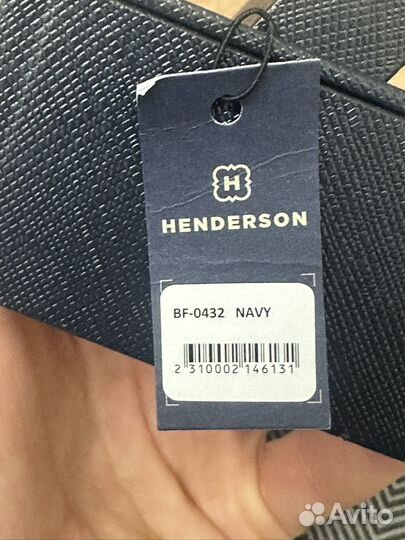 H
HENDERSON
BF-0432 NAVY
2 310002 146131
Avito